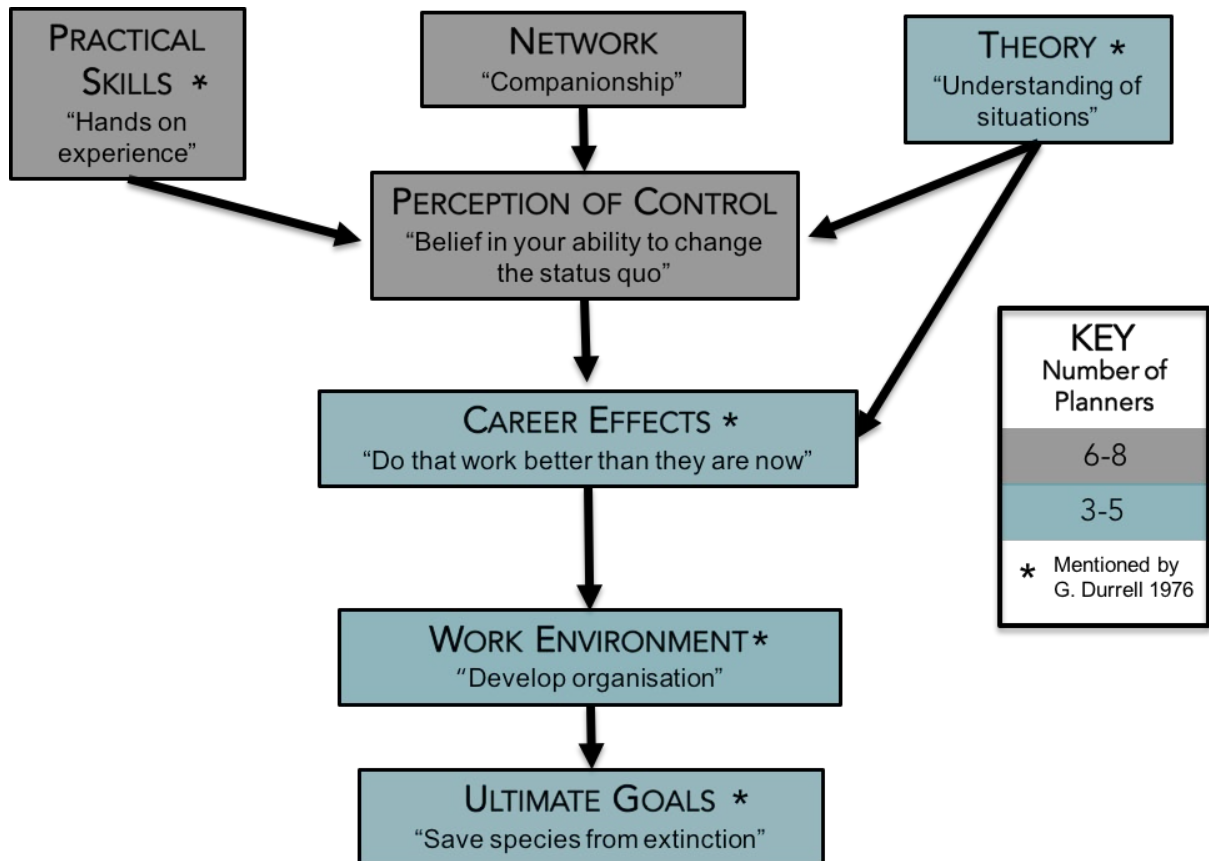 PRACTICAL
SKILLS *
“Hands on
experience”
NETWORK
“Companionship”
THEORY *
“Understanding of
situations”
PERCEPTION OF CONTROL
“Belief in your ability to change
the status quo”
CAREER EFFECTS *
“Do that work better than they are now”
WORK ENVIRONMENT*
“Develop organisation”
ULTIMATE GOALS *
“Save species from extinction”
KEY
Number of
Planners
6-8
3-5
* Mentioned by
G. Durrell 1976